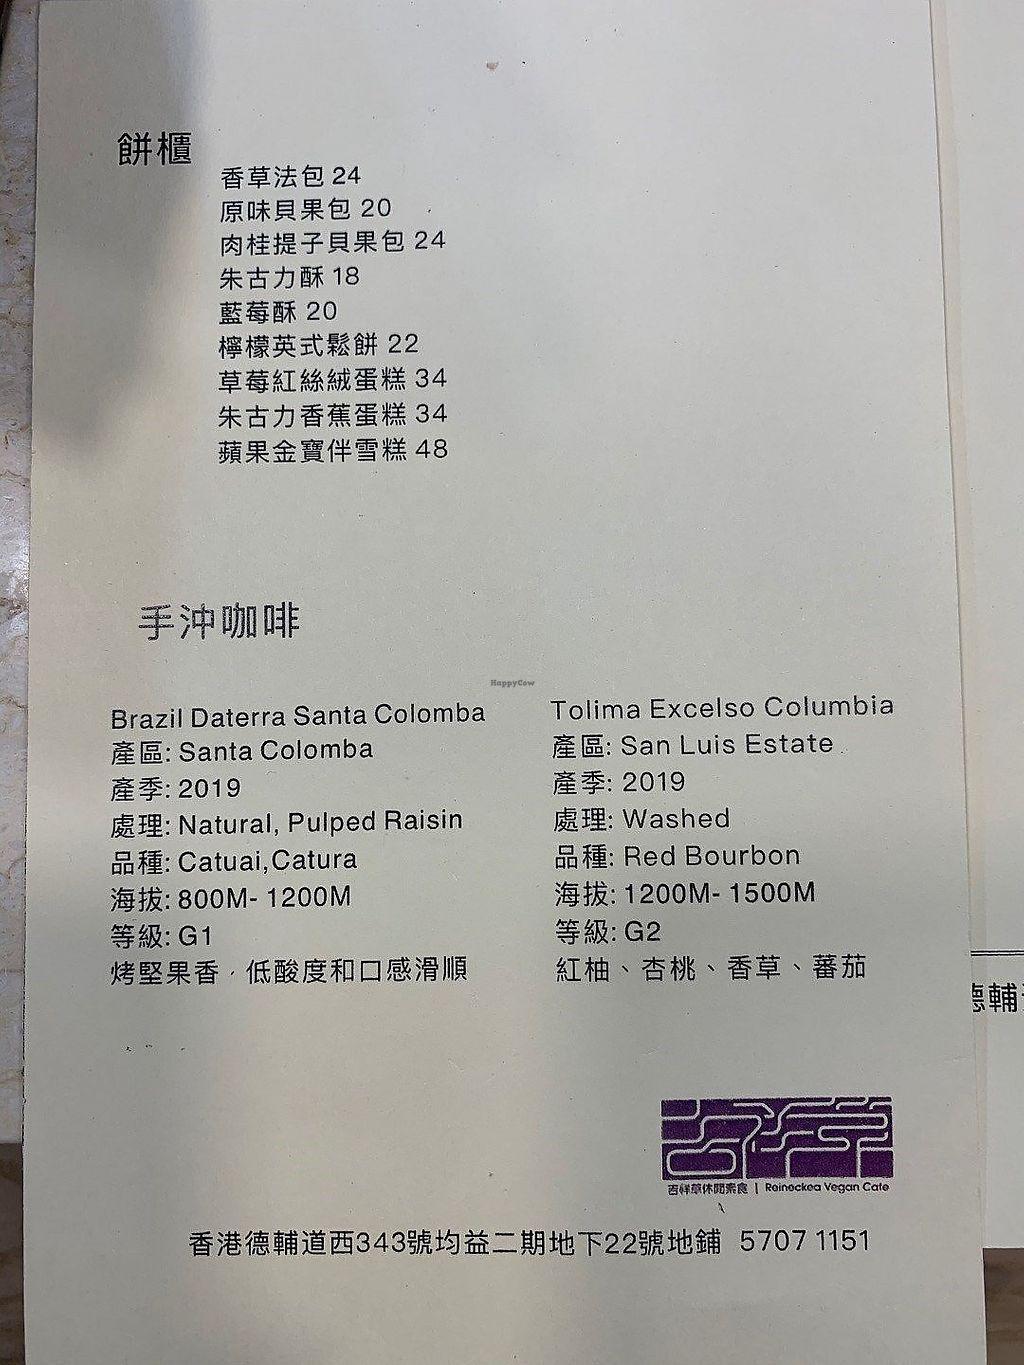 餅櫃
香草法包 24
原味貝果包 20
肉桂提子貝果包 24
朱古力酥 18
藍莓酥 20
檸檬英式鬆餅 22
草莓紅絲絨蛋糕 34
朱古力香蕉蛋糕 34
蘋果金寶伴雪糕 48
手沖咖啡
HappyCow
Brazil Daterra Santa Colomba
產區: Santa Colomba
產季: 2019
處理: Natural, Pulped Raisin
品種: Catuai,Catura
海拔: 800M- 1200M
等級: G1
烤堅果香，低酸度和口感滑順
Tolima Excelso Columbia
產區: San Luis Estate
產季: 2019
處理: Washed
品種: Red Bourbon
海拔: 1200M- 1500M
等級: G2
紅柚、杏桃、香草、蕃茄
德輔
吉祥草休閒素食 | Reineckea Vegan Cafe
香港德輔道西343號均益二期地下22號地鋪 5707 1151